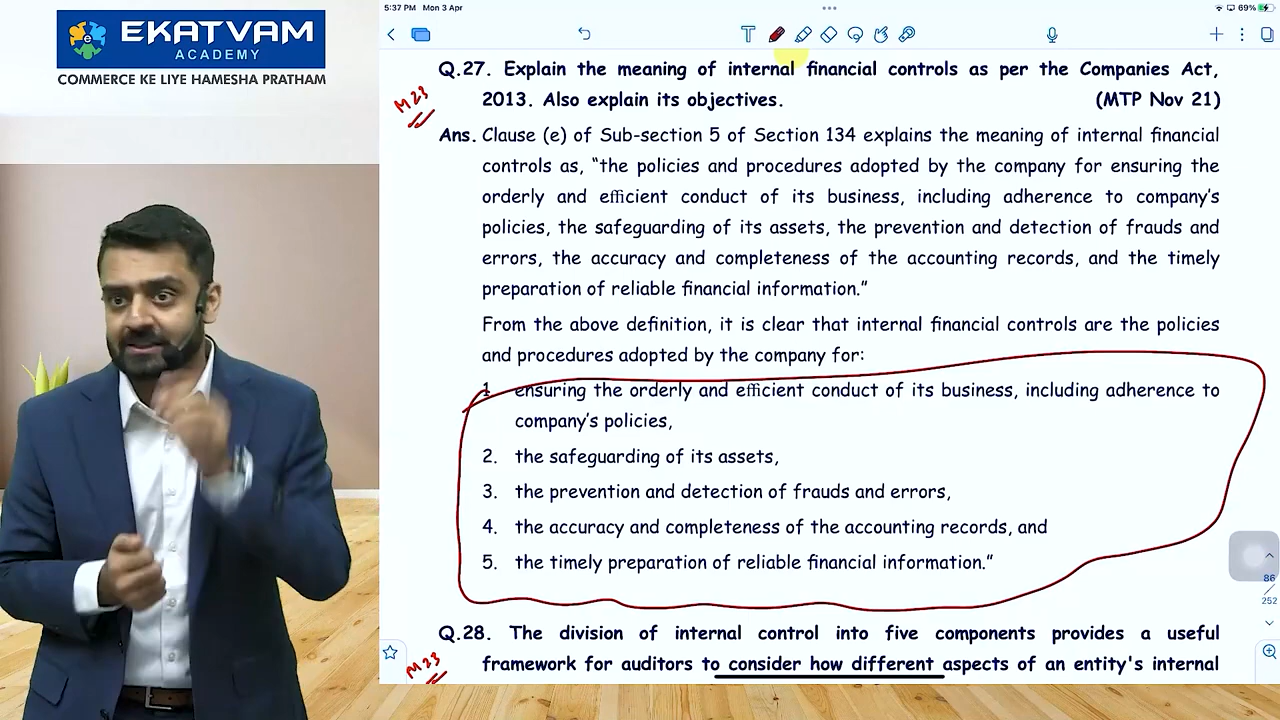 EKATVAM
ACADEMY
COMMERCE KE LIYE HAMESHA PRATHAM
5:37 PM Mon 3 Apr
69%
Q.27. Explain the meaning of internal financial controls as per the Companies Act,
M23
2013. Also explain its objectives. (MTP Nov 21)
Ans. Clause (e) of Sub-section 5 of Section 134 explains the meaning of internal financial
controls as, “the policies and procedures adopted by the company for ensuring the
orderly and efficient conduct of its business, including adherence to company’s
policies, the safeguarding of its assets, the prevention and detection of frauds and
errors, the accuracy and completeness of the accounting records, and the timely
preparation of reliable financial information.”
From the above definition, it is clear that internal financial controls are the policies
and procedures adopted by the company for:
1. ensuring the orderly and efficient conduct of its business, including adherence to
company’s policies,
2. the safeguarding of its assets,
3. the prevention and detection of frauds and errors,
4. the accuracy and completeness of the accounting records, and
5. the timely preparation of reliable financial information.”
86
252
Q.28. The division of internal control into five components provides a useful
M23
framework for auditors to consider how different aspects of an entity's internal